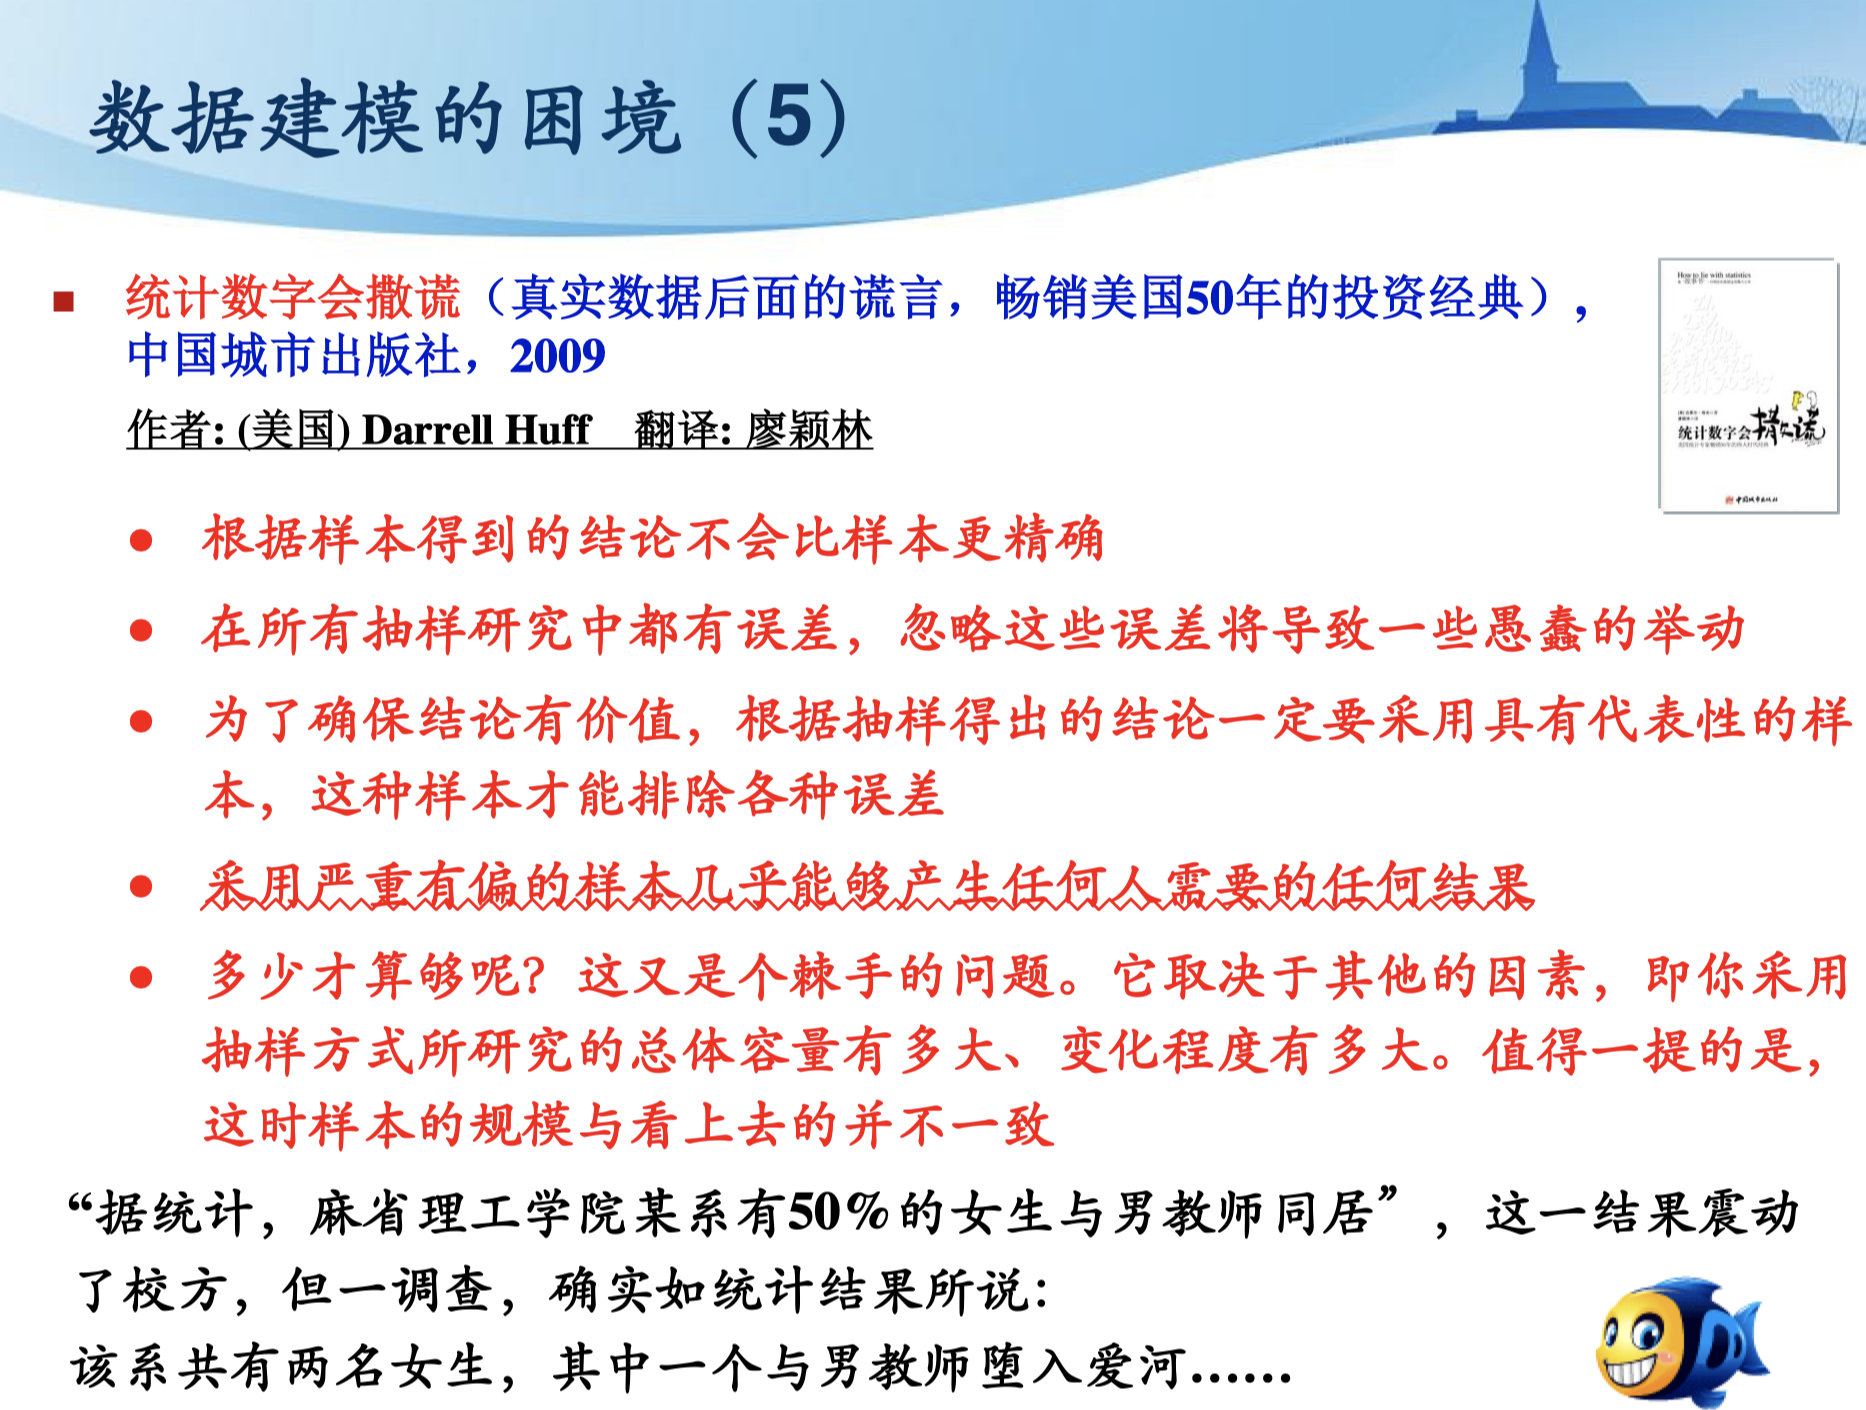 数据建模的困境（5）
统计数字会撒谎（真实数据后面的谎言，畅销美国50年的投资经典），
中国城市出版社，2009
作者: (美国) Darrell Huff 翻译: 廖颖林
How to lie with statistics
统计数字会撒谎
中国城市出版社
根据样本得到的结论不会比样本更精确
在所有抽样研究中都有误差，忽略这些误差将导致一些愚蠢的举动
为了确保结论有价值，根据抽样得出的结论一定要采用具有代表性的样
本，这种样本才能排除各种误差
采用严重有偏的样本几乎能够产生任何人需要的任何结果
多少才算够呢？这又是个棘手的问题。它取决于其他的因素，即你采用
抽样方式所研究的总体容量有多大、变化程度有多大。值得一提的是，
这时样本的规模与看上去的并不一致
“据统计，麻省理工学院某系有50%的女生与男教师同居”，这一结果震动
了校方，但一调查，确实如统计结果所说：
该系共有两名女生，其中一个与男教师堕入爱河……